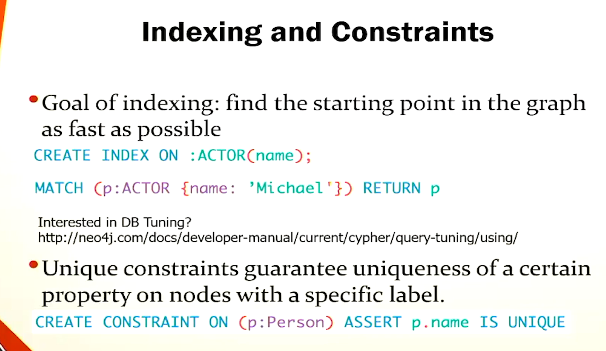 Indexing and Constraints
•Goal of indexing: find the starting point in the graph
as fast as possible
CREATE INDEX ON :ACTOR(name);
MATCH (p:ACTOR {name: ’Michael'}) RETURN p
Interested in DB Tuning?
http://neo4j.com/docs/developer-manual/current/cypher/query-tuning/using/
•Unique constraints guarantee uniqueness of a certain
property on nodes with a specific label.
CREATE CONSTRAINT ON (p:Person) ASSERT p.name IS UNIQUE